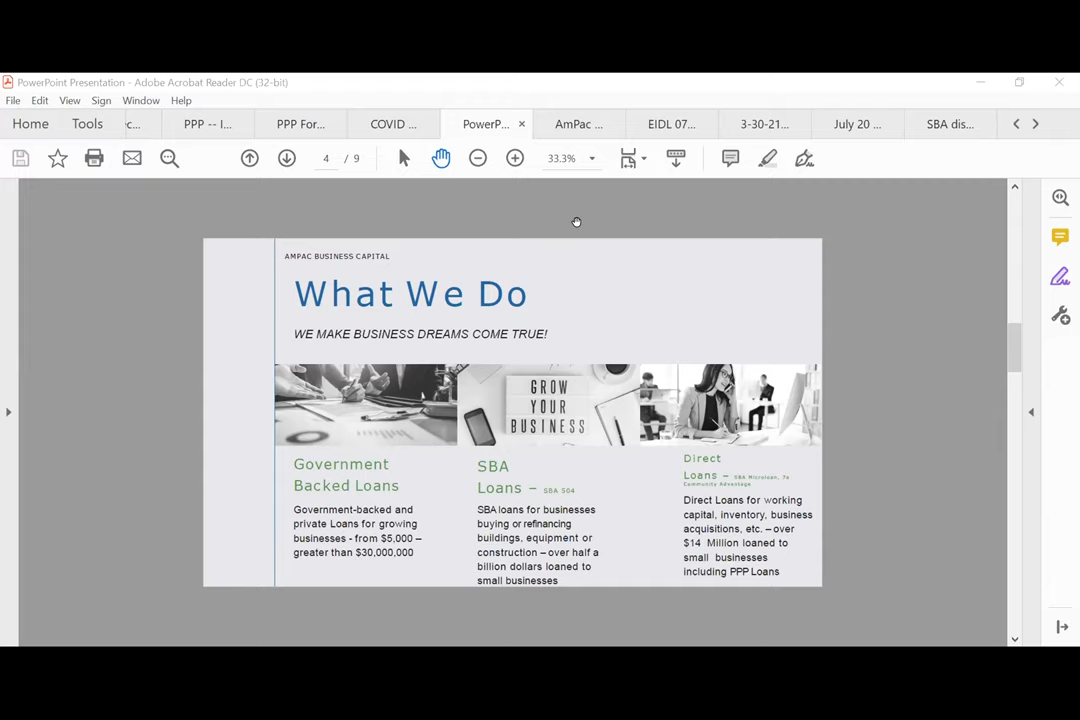 PowerPoint Presentation - Adobe Acrobat Reader DC (32-bit)
File Edit View Sign Window Help
Home Tools c... PPP -- I... PPP For... COVID ... PowerP... AmPac ... EIDL 07... 3-30-21... July 20 ... SBA dis...
4 / 9 33.3%
AMPAC BUSINESS CAPITAL
What We Do
WE MAKE BUSINESS DREAMS COME TRUE!
GROW
YOUR
BUSINESS
Government
Backed Loans
Government-backed and
private Loans for growing
businesses - from $5,000 –
greater than $30,000,000
SBA
Loans – SBA 504
SBA loans for businesses
buying or refinancing
buildings, equipment or
construction – over half a
billion dollars loaned to
small businesses
Direct
Loans – SBA Microloan, 7a
Community Advantage
Direct Loans for working
capital, inventory, business
acquisitions, etc. – over
$14 Million loaned to
small businesses
including PPP Loans